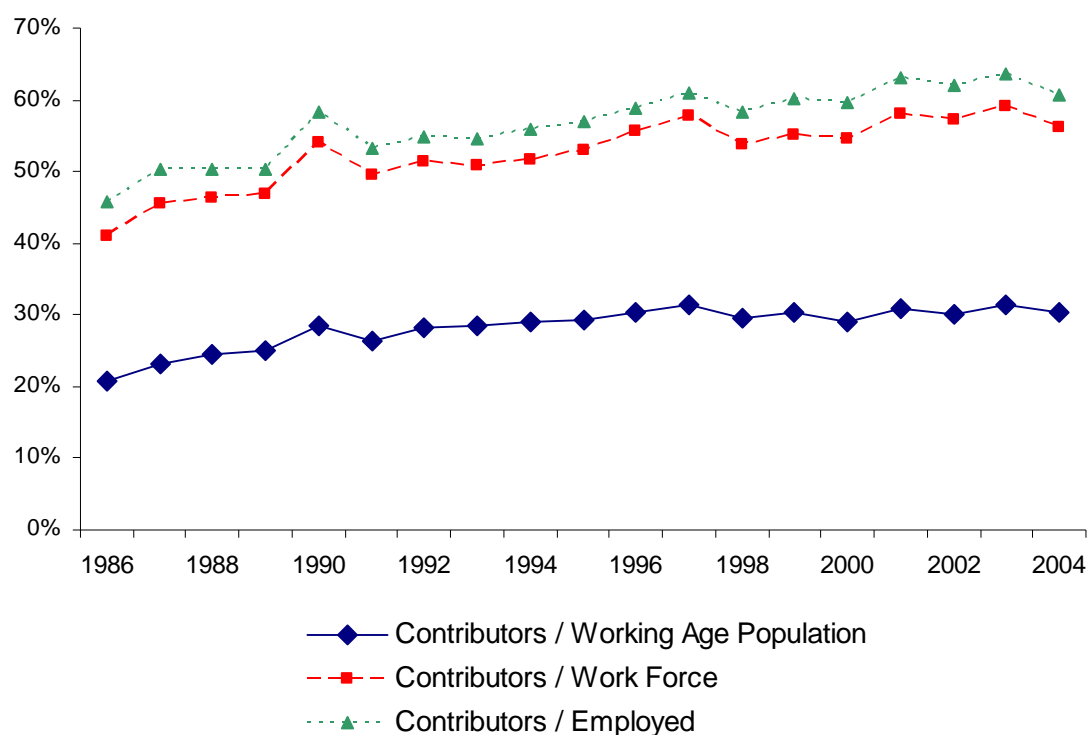 70%
60%
50%
40%
30%
20%
10%
0%
1986 1988 1990 1992 1994 1996 1998 2000 2002 2004
Contributors / Working Age Population
Contributors / Work Force
Contributors / Employed